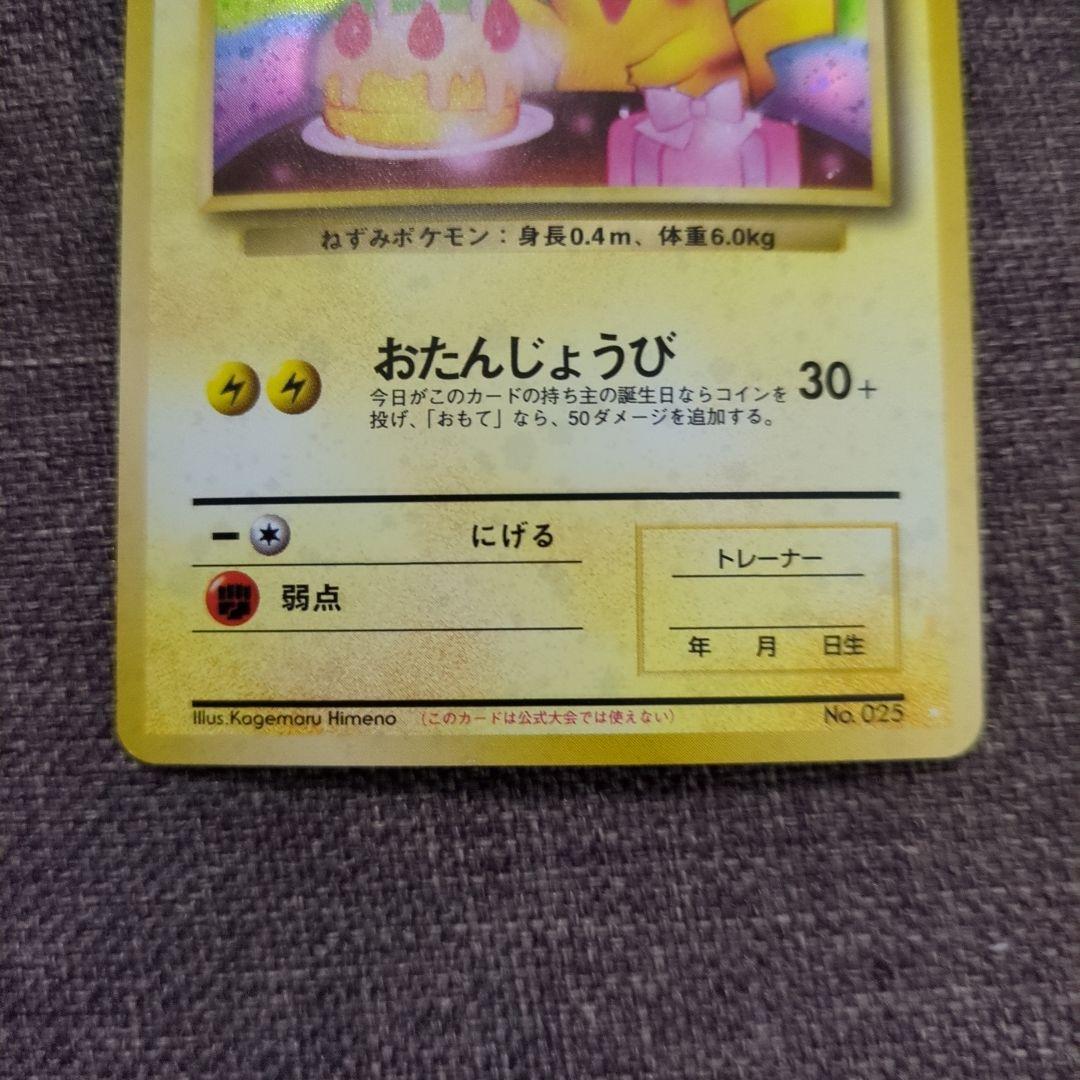 ねずみポケモン：身長0.4m、体重6.0kg
おたんじょうび
今日がこのカードの持ち主の誕生日ならコインを
投げ、「おもて」なら、50ダメージを追加する。
30+
にげる
弱点
トレーナー
年 月 日生
Illus.Kagemaru Himeno （このカードは公式大会では使えない） No. 025